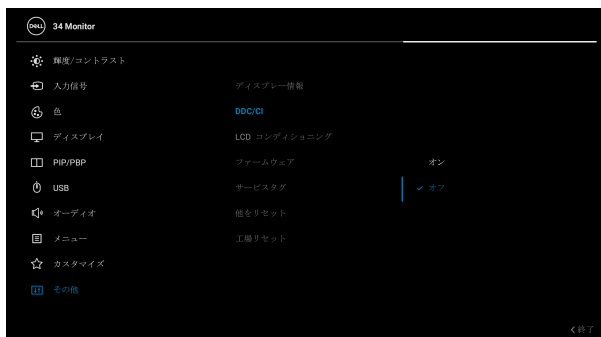 DELL 34 Monitor
輝度/コントラスト
入力信号
色
ディスプレイ
PIP/PBP
USB
オーディオ
メニュー
カスタマイズ
その他
ディスプレー情報
DDC/CI
LCD コンディショニング
ファームウェア
サービスタグ
他をリセット
工場リセット
オン
オフ
終了